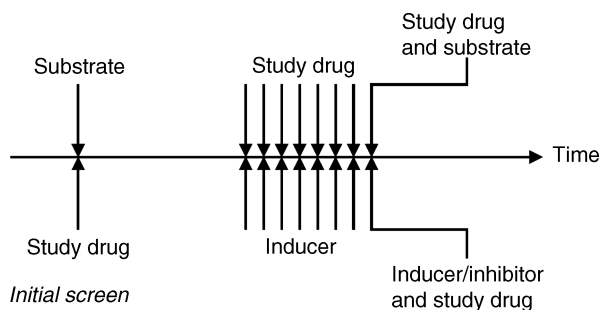 Study drug
and substrate
Substrate
Study drug
Time
Study drug
Inducer
Inducer/inhibitor
and study drug
Initial screen